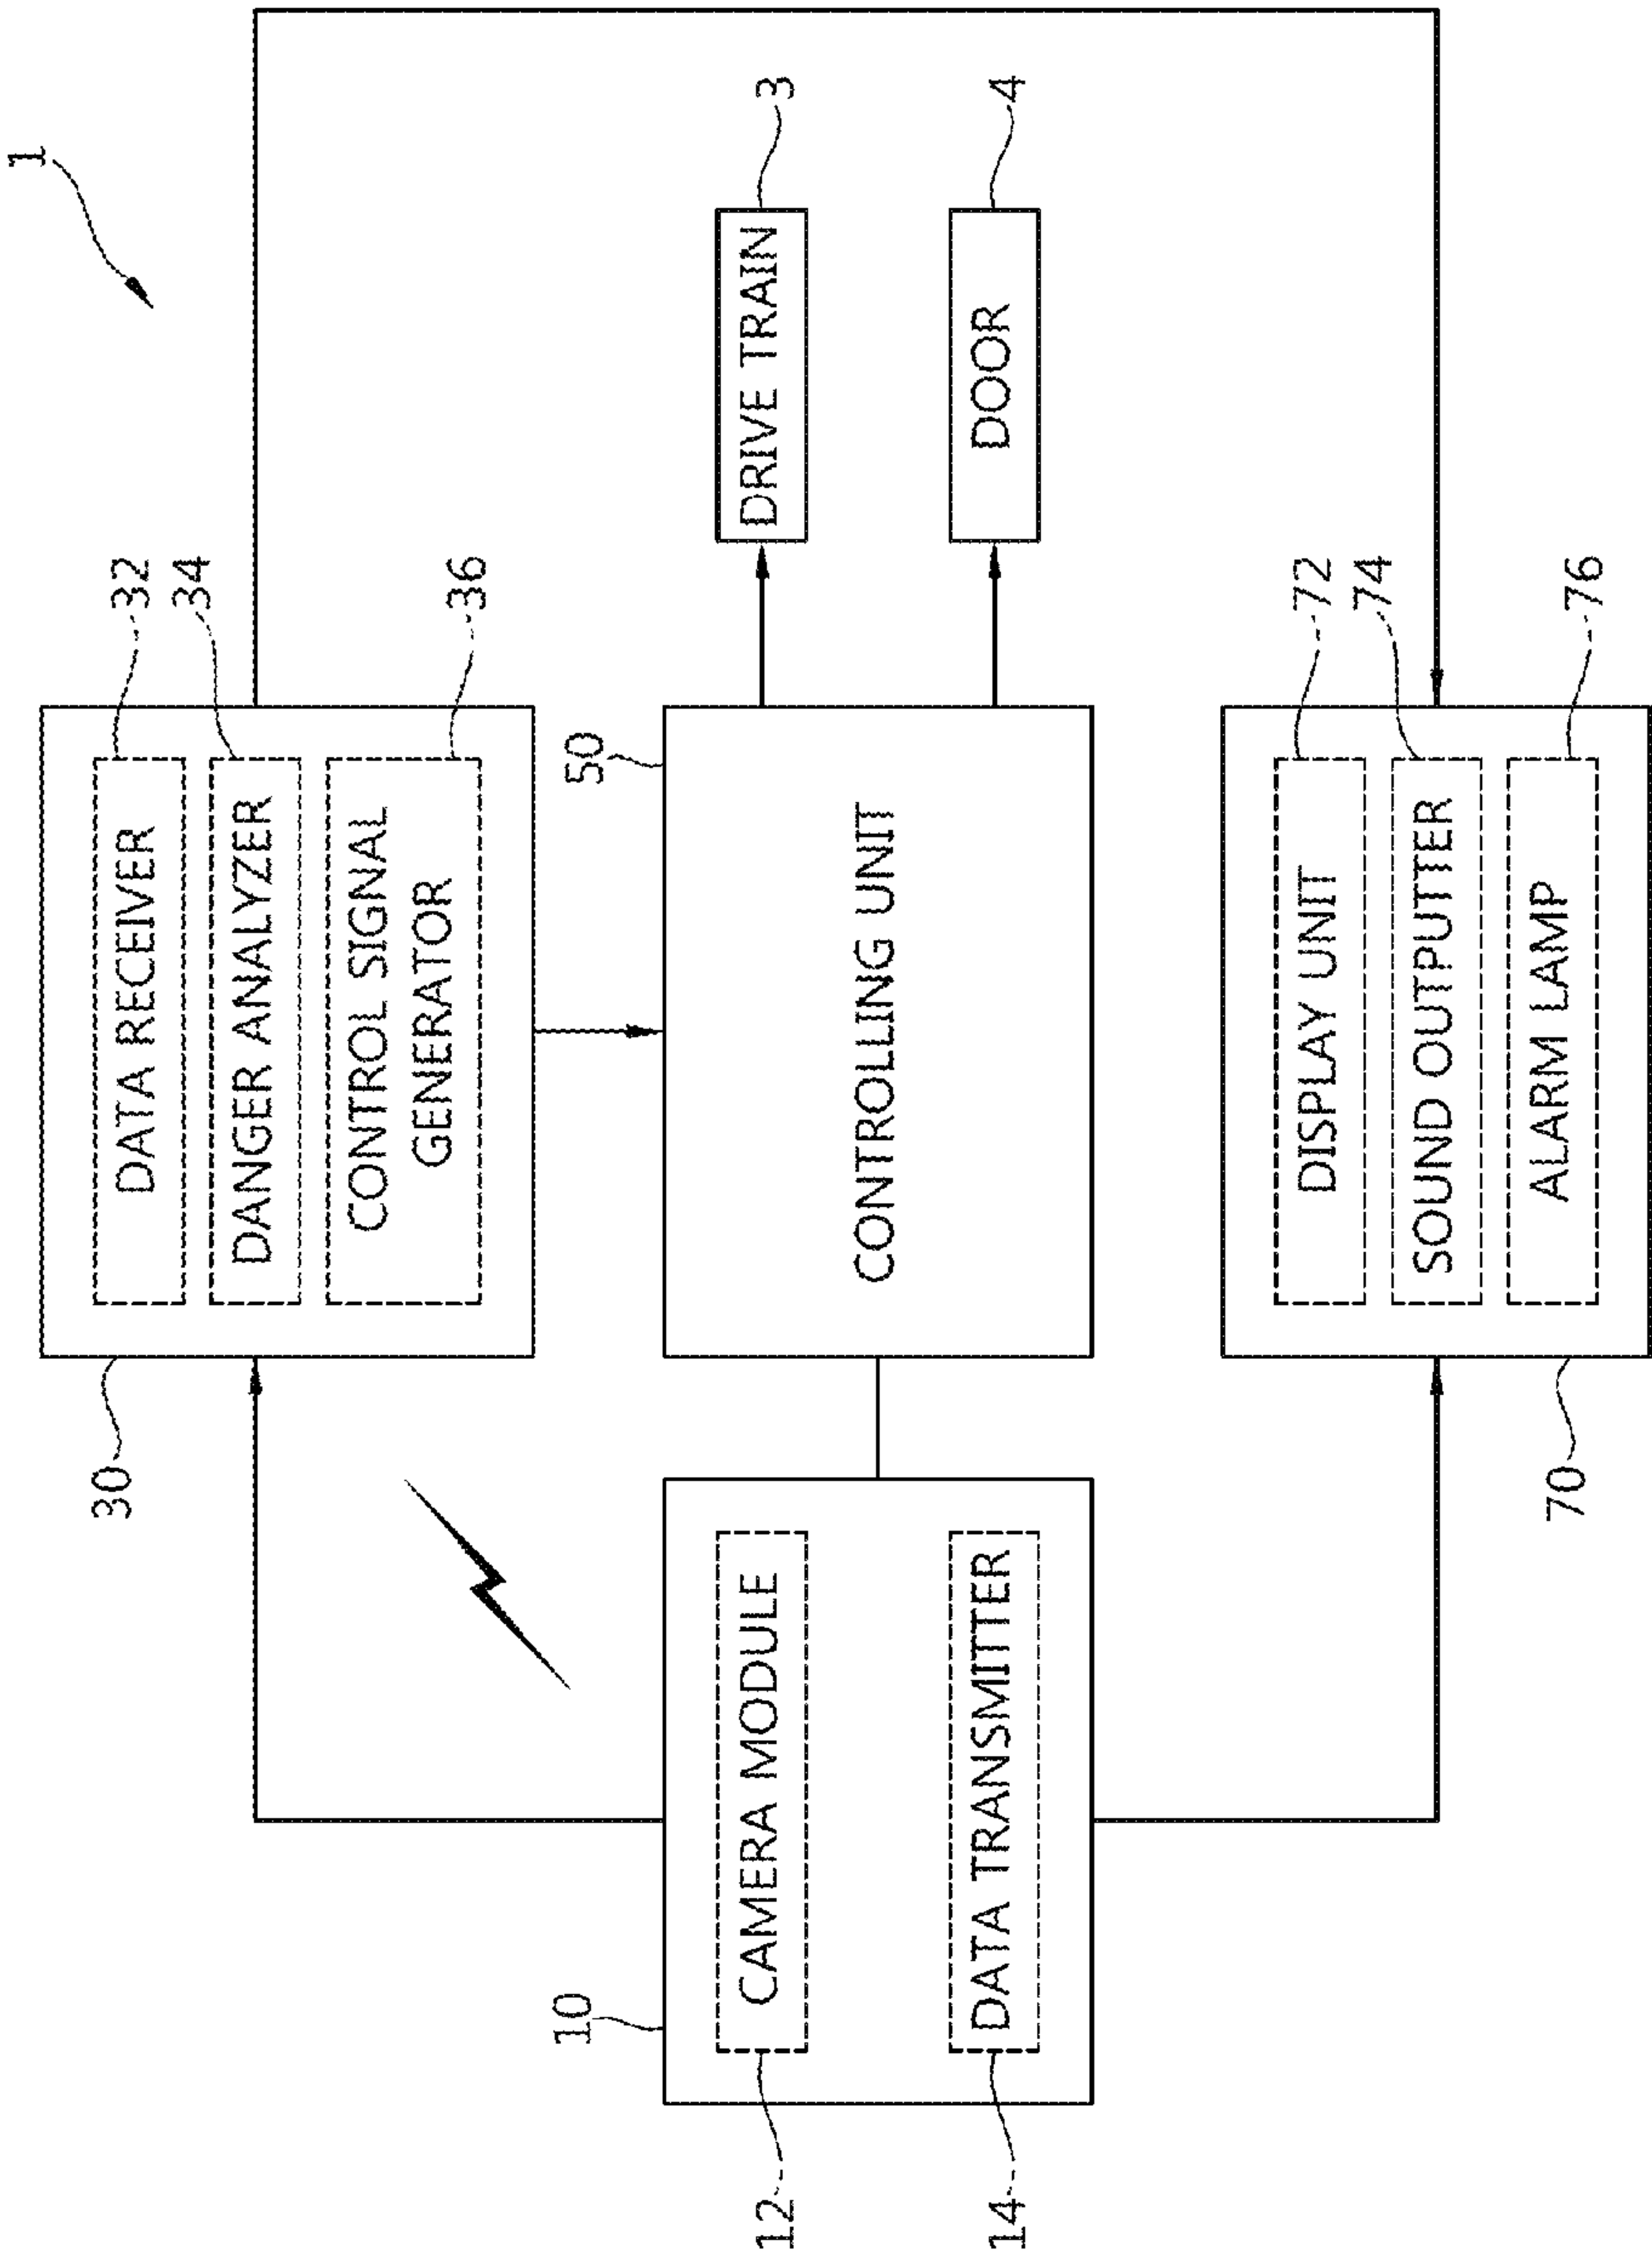 1
30
DATA RECEIVER
32
DANGER ANALYZER
34
CONTROL SIGNAL
GENERATOR
36
10
12
CAMERA MODULE
14
DATA TRANSMITTER
50
CONTROLLING UNIT
DRIVE TRAIN
3
DOOR
4
DISPLAY UNIT
72
SOUND OUTPUTTER
74
ALARM LAMP
76
70